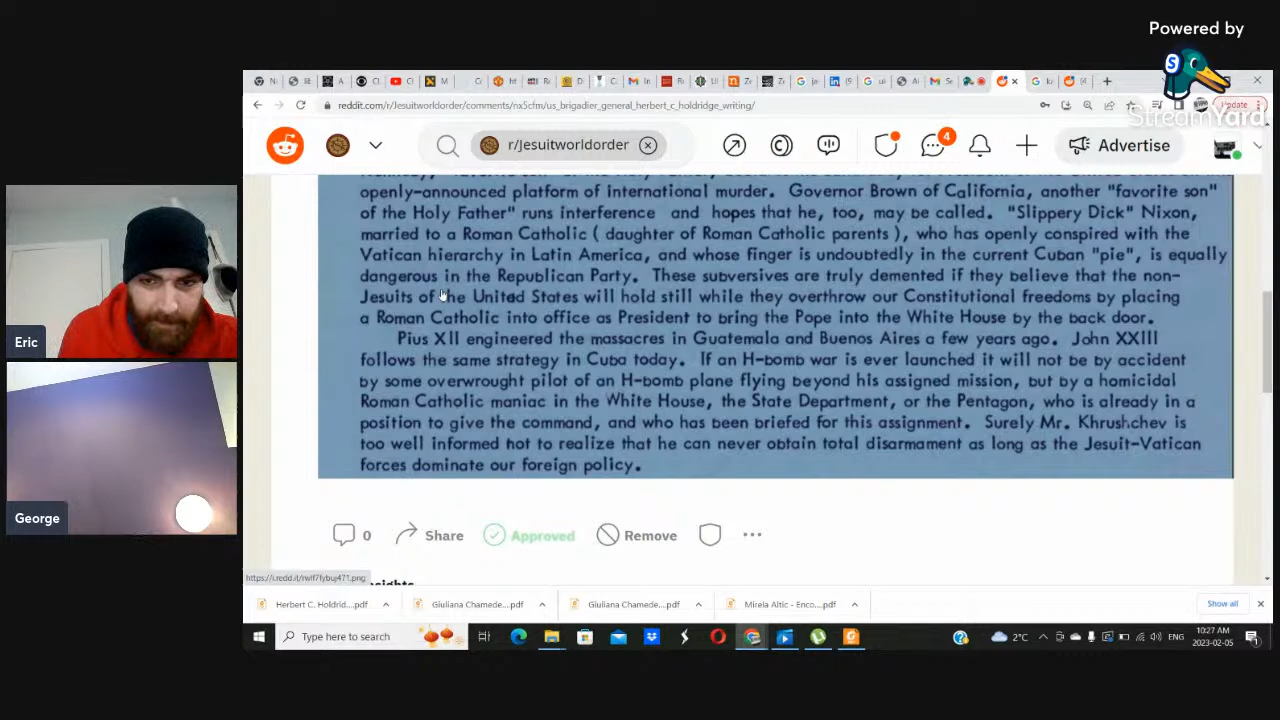 Powered by
StreamYard
reddit.com/r/Jesuitworldorder/comments/nx5cfm/us_brigadier_general_herbert_c_holdridge_writing/
Update
r/Jesuitworldorder
4
Advertise
openly-announced platform of international murder. Governor Brown of California, another "favorite son"
of the Holy Father" runs interference and hopes that he, too, may be called. "Slippery Dick" Nixon,
married to a Roman Catholic ( daughter of Roman Catholic parents ), who has openly conspired with the
Vatican hierarchy in Latin America, and whose finger is undoubtedly in the current Cuban "pie", is equally
dangerous in the Republican Party. These subversives are truly demented if they believe that the non-
Jesuits of the United States will hold still while they overthrow our Constitutional freedoms by placing
a Roman Catholic into office as President to bring the Pope into the White House by the back door.
Pius XII engineered the massacres in Guatemala and Buenos Aires a few years ago. John XXIII
follows the same strategy in Cuba today. If an H-bomb war is ever launched it will not be by accident
by some overwrought pilot of an H-bomb plane flying beyond his assigned mission, but by a homicidal
Roman Catholic maniac in the White House, the State Department, or the Pentagon, who is already in a
position to give the command, and who has been briefed for this assignment. Surely Mr. Khrushchev is
too well informed not to realize that he can never obtain total disarmament as long as the Jesuit-Vatican
forces dominate our foreign policy.
Eric
George
0
Share
Approved
Remove
Herbert C. Holdrid....pdf
Giuliana Chamede....pdf
Giuliana Chamede....pdf
Mirela Altic - Enco....pdf
Show all
Type here to search
2°C
ENG
10:27 AM
2023-02-05